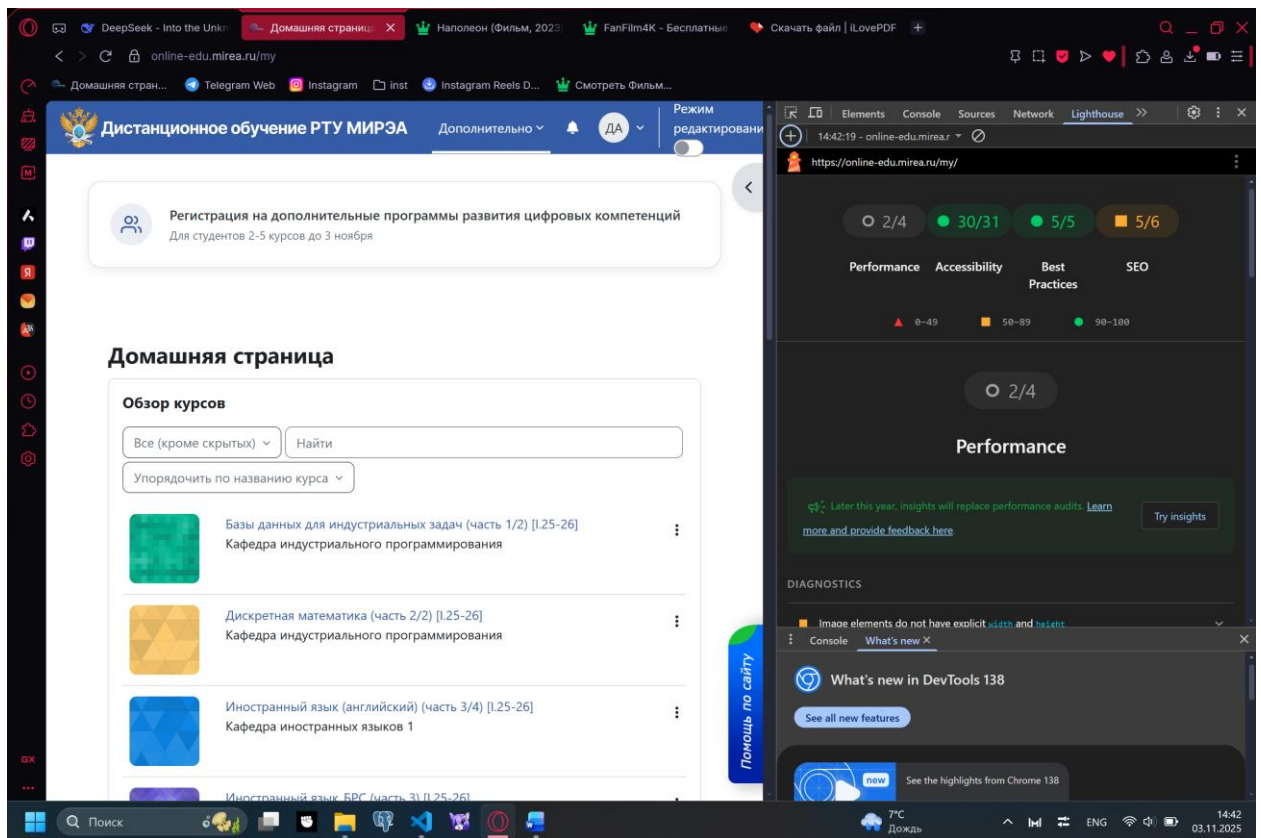 DeepSeek - Into the Unkn
Домашняя страниц
Наполеон (Фильм, 2023
FanFilm4K - Бесплатные
Скачать файл | iLovePDF
online-edu.mirea.ru/my
Домашняя стран...
Telegram Web
Instagram
inst
Instagram Reels D...
Смотреть Фильм...
Дистанционное обучение РТУ МИРЭА
Дополнительно
ДА
Режим
редактировани
Регистрация на дополнительные программы развития цифровых компетенций
Для студентов 2-5 курсов до 3 ноября
Домашняя страница
Обзор курсов
Все (кроме скрытых)
Найти
Упорядочить по названию курса
Базы данных для индустриальных задач (часть 1/2) [I.25-26]
Кафедра индустриального программирования
Дискретная математика (часть 2/2) [I.25-26]
Кафедра индустриального программирования
Иностранный язык (английский) (часть 3/4) [I.25-26]
Кафедра иностранных языков 1
Иностранный язык. БРС (часть 3) [I.25-26]
Помощь по сайту
Elements Console Sources Network Lighthouse
14:42:19 - online-edu.mirea.r
https://online-edu.mirea.ru/my/
2/4 30/31 5/5 5/6
Performance Accessibility Best Practices SEO
0–49 50–89 90–100
2/4
Performance
Later this year, insights will replace performance audits. Learn
more and provide feedback here.
Try insights
DIAGNOSTICS
Image elements do not have explicit width and height
Console What's new
What's new in DevTools 138
See all new features
new
See the highlights from Chrome 138
GX
Поиск
7°C
Дождь
ENG
14:42
03.11.2025